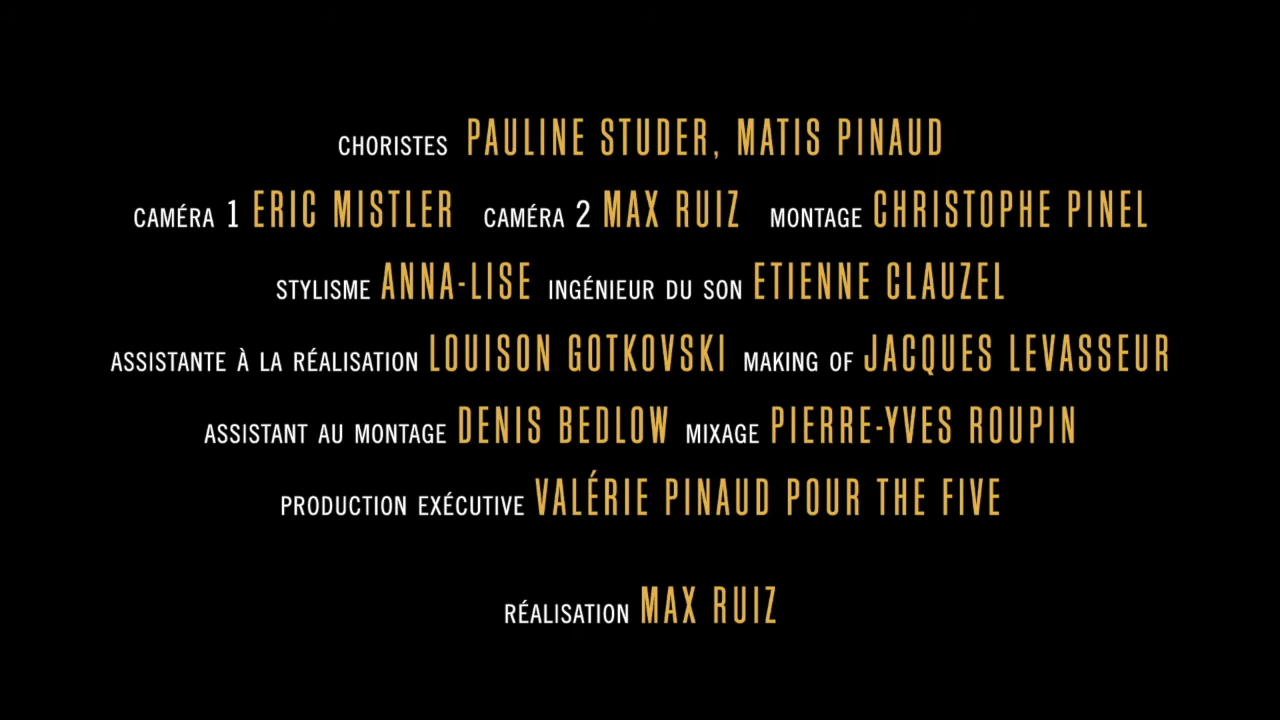 CHORISTES PAULINE STUDER, MATIS PINAUD
CAMÉRA 1 ERIC MISTLER CAMÉRA 2 MAX RUIZ MONTAGE CHRISTOPHE PINEL
STYLISME ANNA-LISE INGÉNIEUR DU SON ETIENNE CLAUZEL
ASSISTANTE À LA RÉALISATION LOUISON GOTKOVSKI MAKING OF JACQUES LEVASSEUR
ASSISTANT AU MONTAGE DENIS BEDLOW MIXAGE PIERRE-YVES ROUPIN
PRODUCTION EXÉCUTIVE VALÉRIE PINAUD POUR THE FIVE
RÉALISATION MAX RUIZ